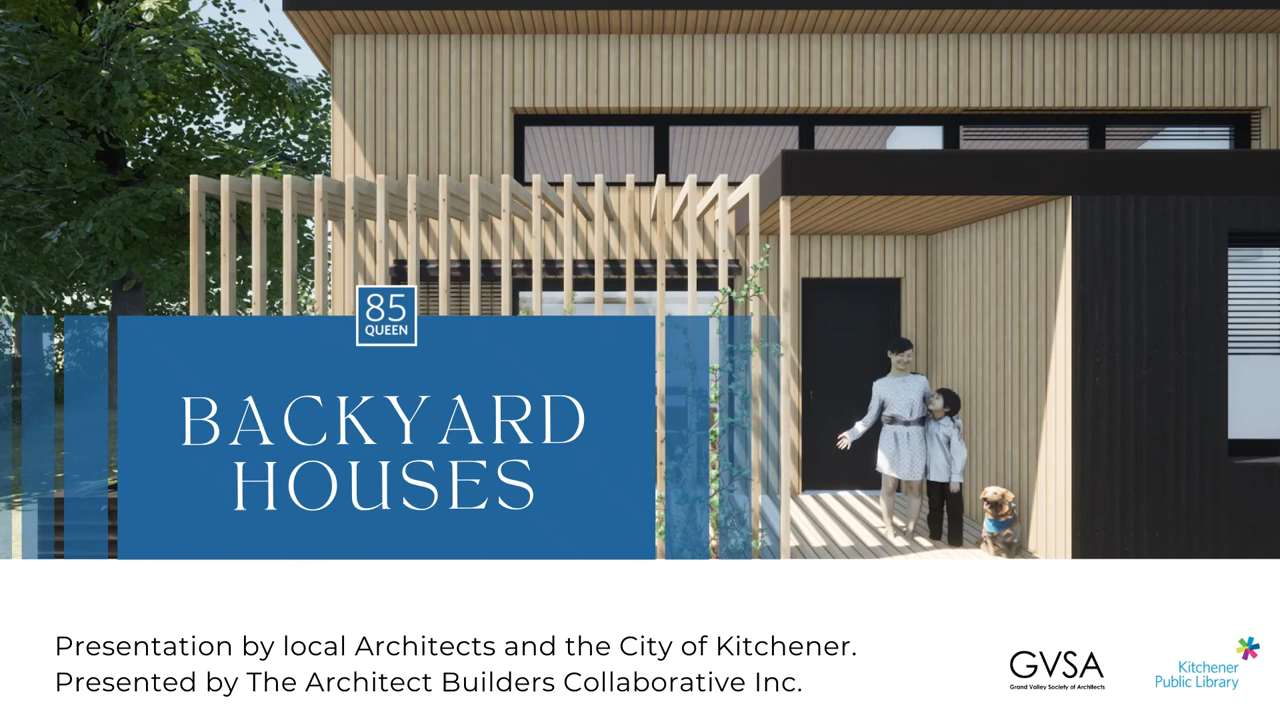 85
QUEEN
BACKYARD
HOUSES
Presentation by local Architects and the City of Kitchener.
Presented by The Architect Builders Collaborative Inc.
GVSA
Grand Valley Society of Architects
Kitchener
Public Library